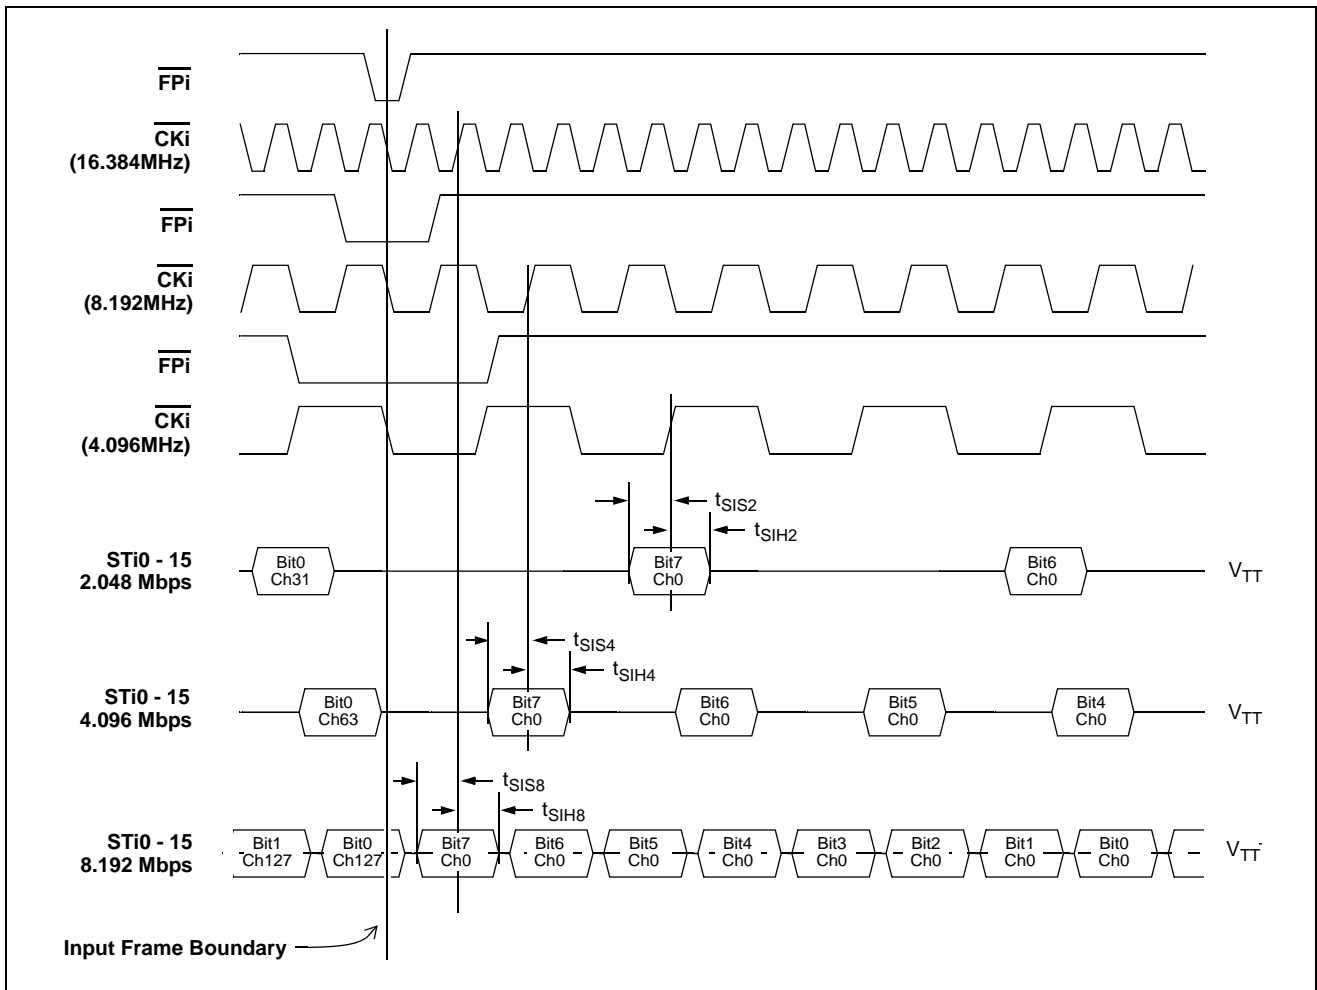 FPi
CKi
(16.384MHz)
FPi
CKi
(8.192MHz)
FPi
CKi
(4.096MHz)
tSIS2
tSIH2
STi0 - 15
2.048 Mbps
Bit0
Ch31
Bit7
Ch0
Bit6
Ch0
VTT
tSIS4
tSIH4
STi0 - 15
4.096 Mbps
Bit0
Ch63
Bit7
Ch0
Bit6
Ch0
Bit5
Ch0
Bit4
Ch0
VTT
tSIS8
tSIH8
STi0 - 15
8.192 Mbps
Bit1
Ch127
Bit0
Ch127
Bit7
Ch0
Bit6
Ch0
Bit5
Ch0
Bit4
Ch0
Bit3
Ch0
Bit2
Ch0
Bit1
Ch0
Bit0
Ch0
VTT
Input Frame Boundary